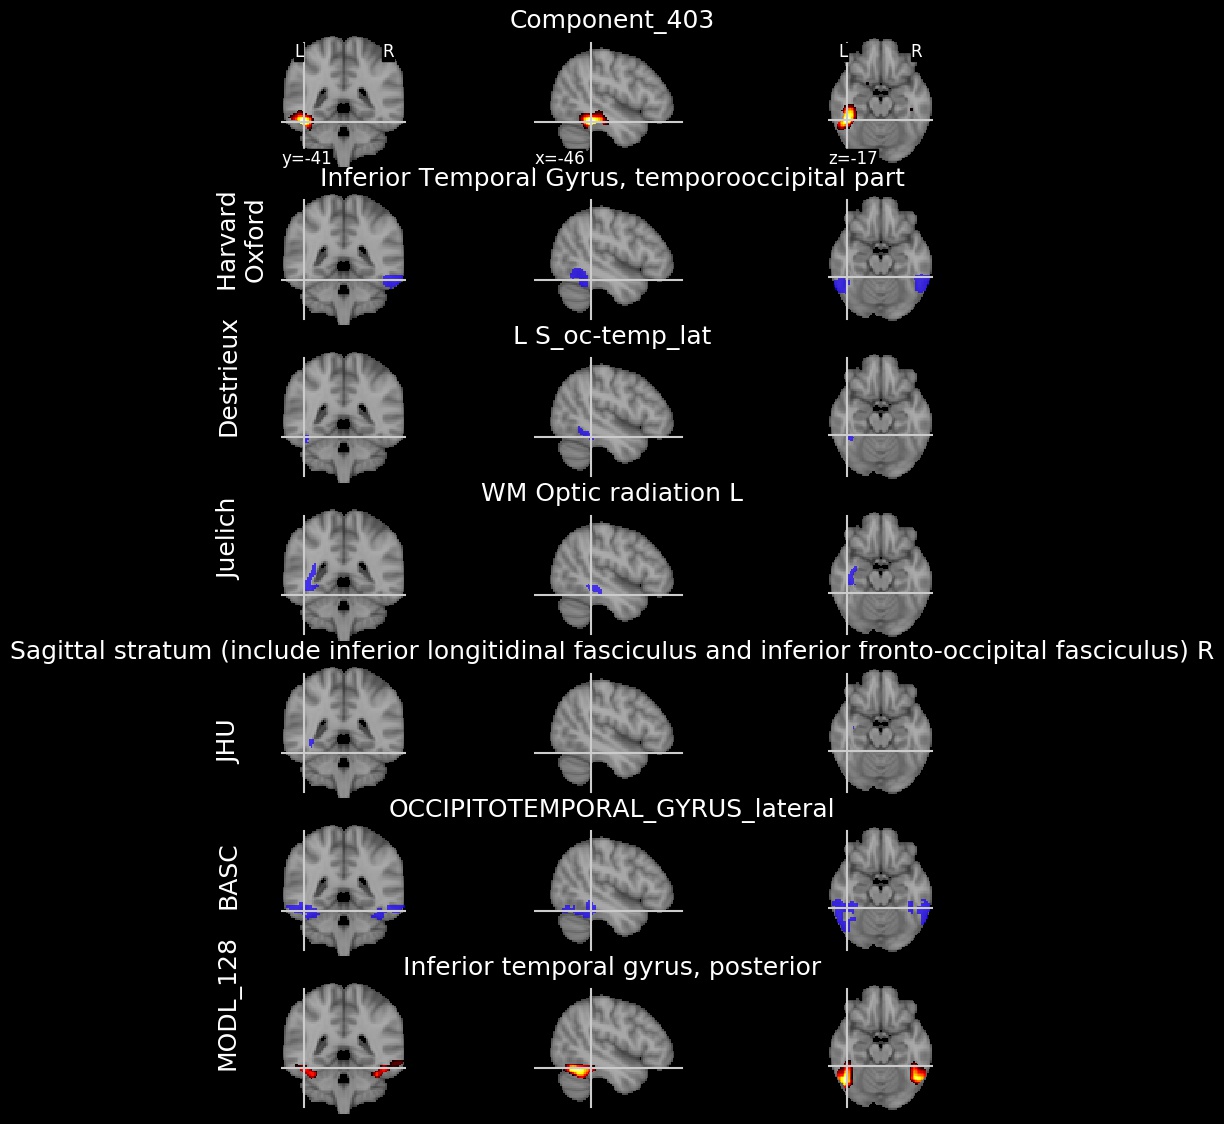 Component_403
L R
L R
y=-41
x=-46
z=-17
Inferior Temporal Gyrus, temporooccipital part
Harvard
Oxford
L S_oc-temp_lat
Destrieux
WM Optic radiation L
Juelich
Sagittal stratum (include inferior longitidinal fasciculus and inferior fronto-occipital fasciculus) R
JHU
OCCIPITOTEMPORAL_GYRUS_lateral
BASC
Inferior temporal gyrus, posterior
MODL_128